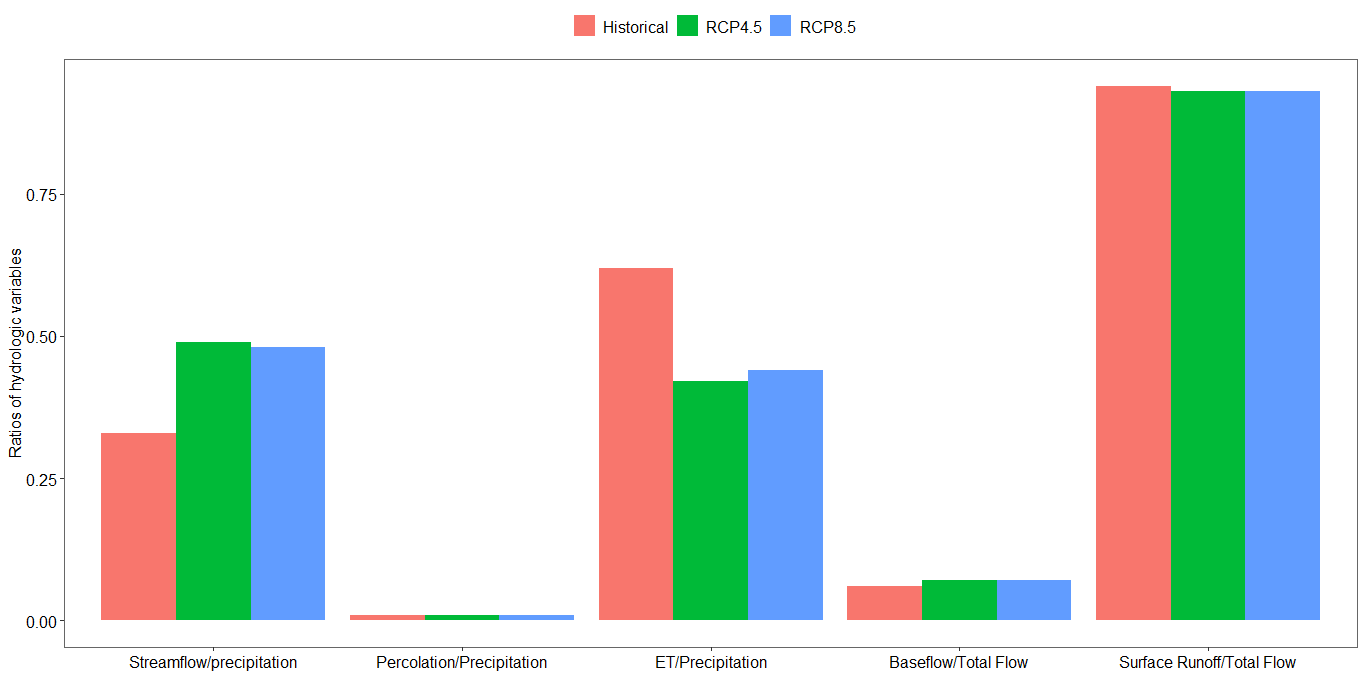 Historical RCP4.5 RCP8.5
Ratios of hydrologic variables
0.75
0.50
0.25
0.00
Streamflow/precipitation Percolation/Precipitation ET/Precipitation Baseflow/Total Flow Surface Runoff/Total Flow